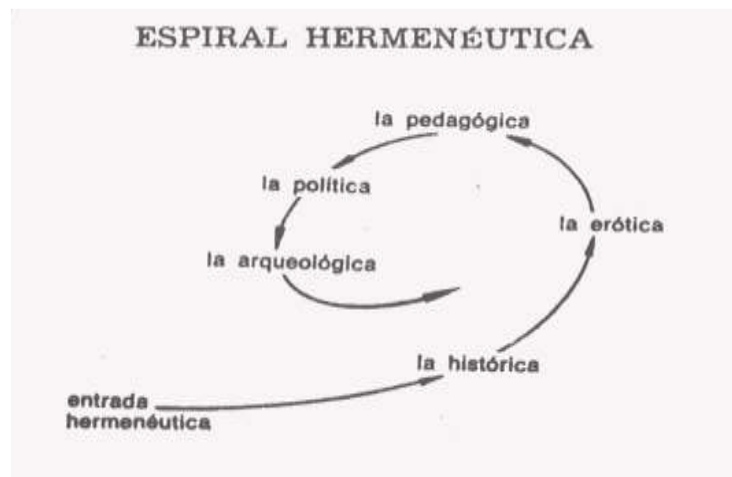 ESPIRAL HERMENÉUTICA
la pedagógica
la política
la erótica
la arqueológica
la histórica
entrada
hermenéutica